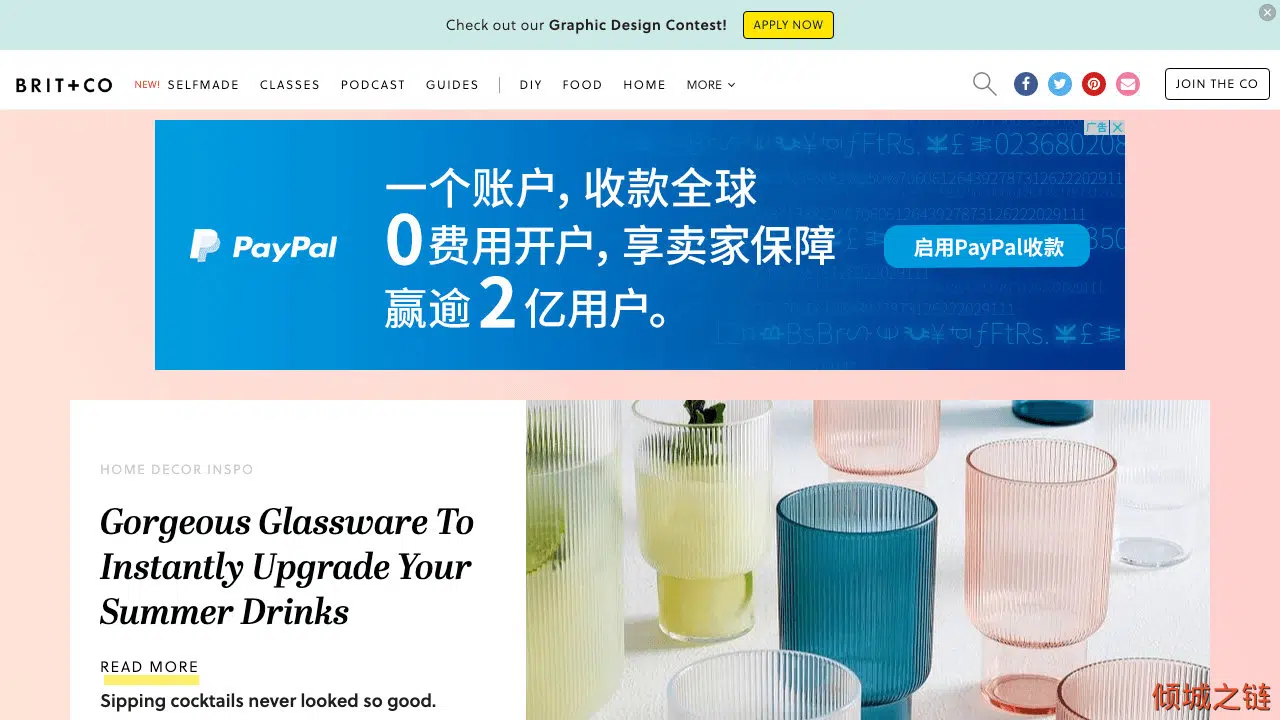 Check out our Graphic Design Contest! APPLY NOW
BRIT+CO NEW! SELFMADE CLASSES PODCAST GUIDES DIY FOOD HOME MORE JOIN THE CO
广告
一个账户，收款全球
PayPal
0费用开户，享卖家保障
启用PayPal收款
赢逾2亿用户。
HOME DECOR INSPO
Gorgeous Glassware To
Instantly Upgrade Your
Summer Drinks
READ MORE
Sipping cocktails never looked so good.
倾城之链